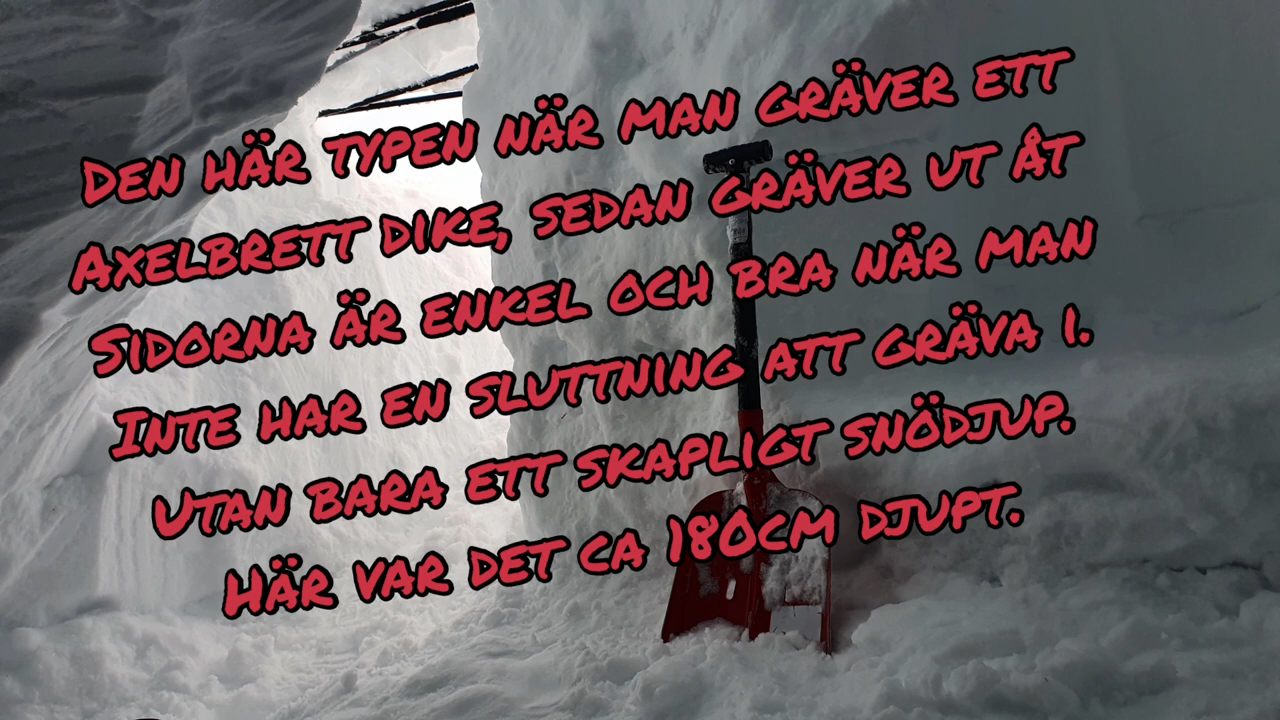 Den här typen när man gräver ett
Axelbrett dike, sedan gräver ut åt
Sidorna är enkel och bra när man
Inte har en sluttning att gräva i.
Utan bara ett skapligt snödjup.
Här var det ca 180cm djupt.